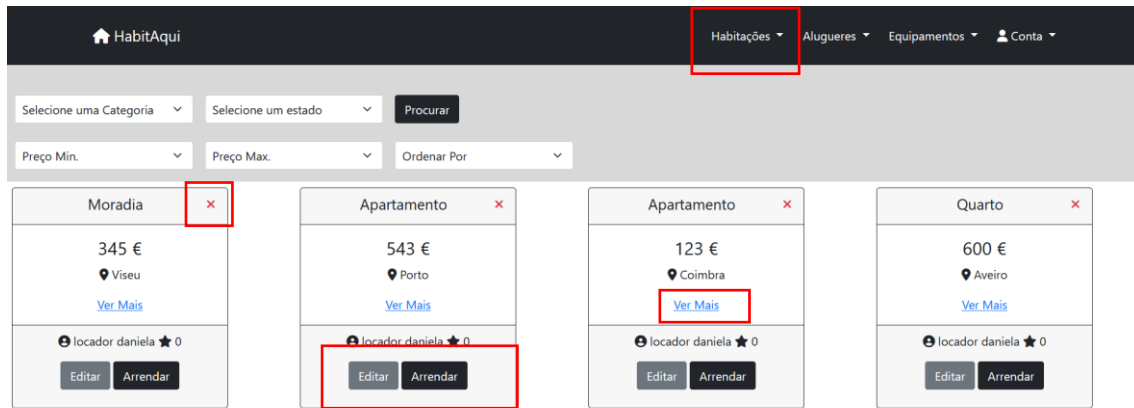 HabitAqui Habitações Alugueres Equipamentos Conta
Selecione uma Categoria Selecione um estado Procurar
Preço Min. Preço Max. Ordenar Por
Moradia × Apartamento × Apartamento × Quarto ×
345 € 543 € 123 € 600 €
Viseu Porto Coimbra Aveiro
Ver Mais Ver Mais Ver Mais Ver Mais
locador daniela ★ 0 locador daniela ★ 0 locador daniela ★ 0 locador daniela ★ 0
Editar Arrendar Editar Arrendar Editar Arrendar Editar Arrendar